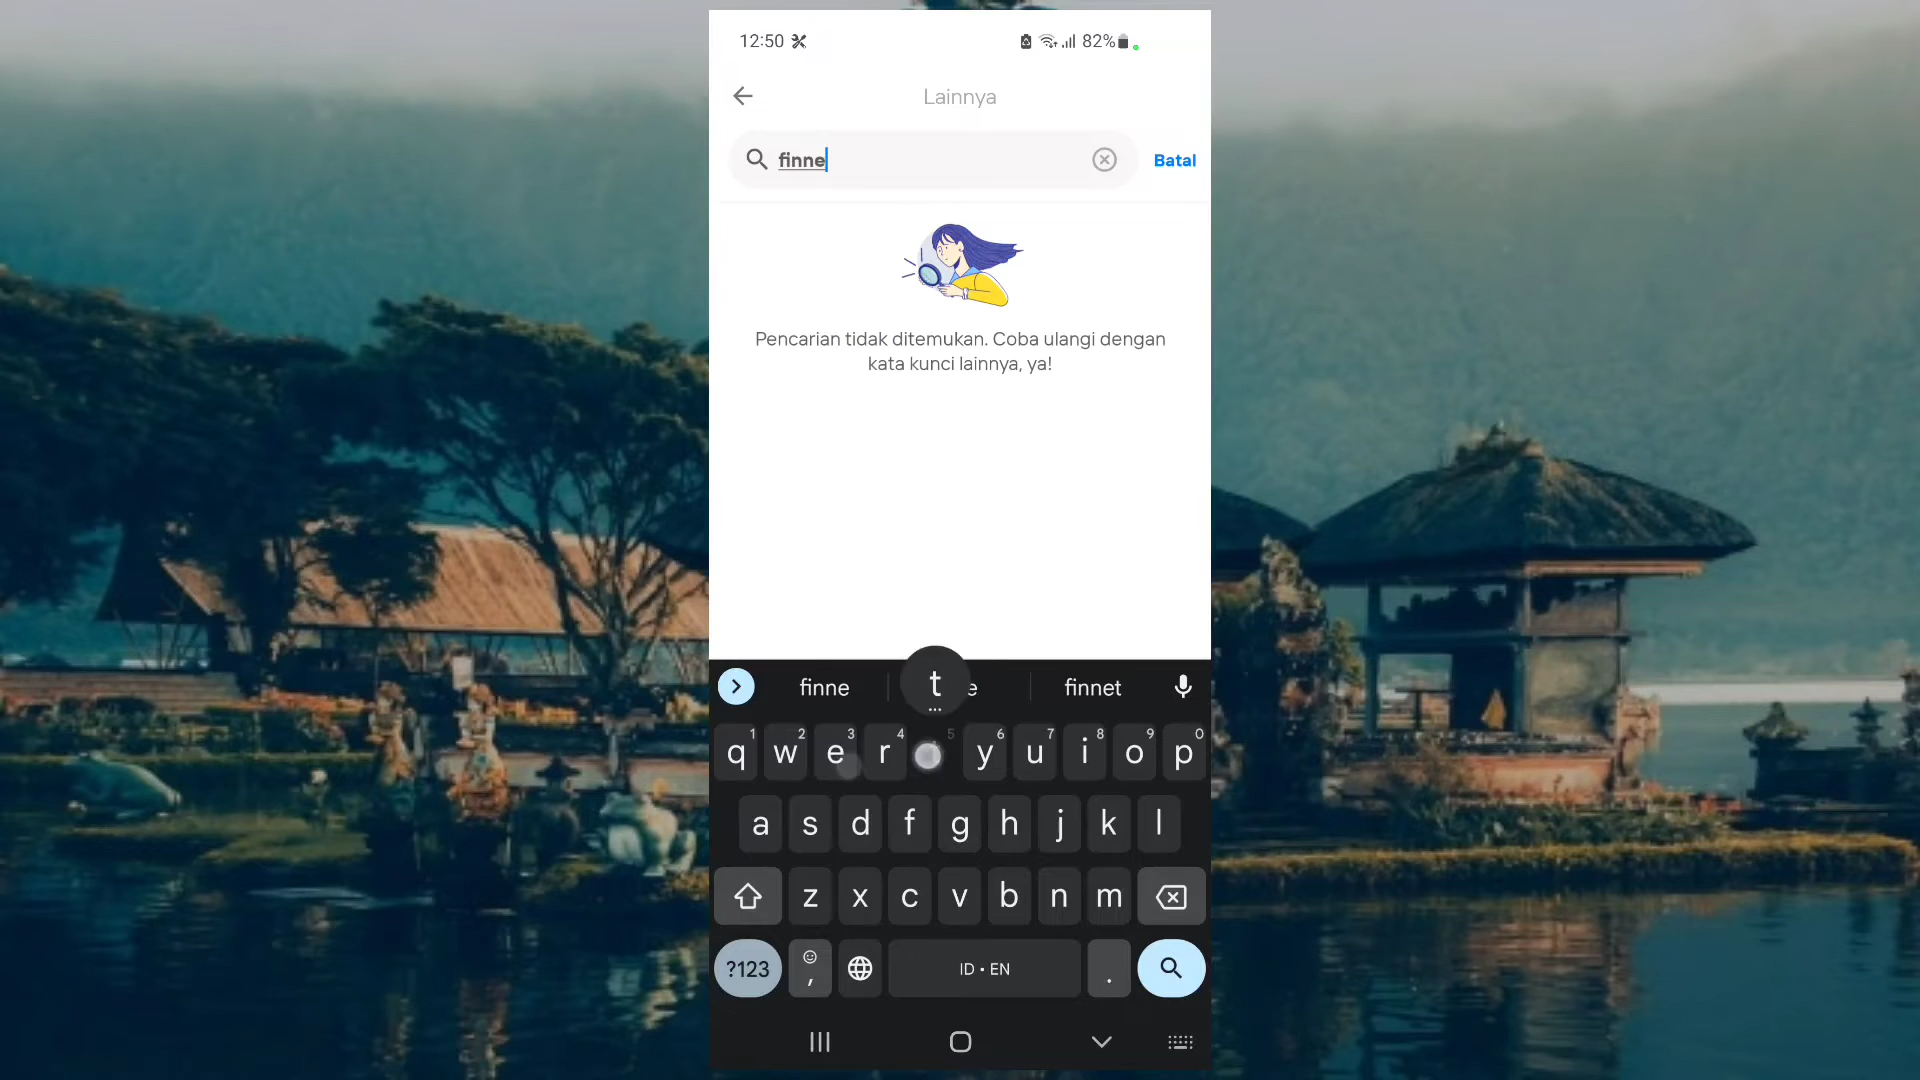 12:50 82%
Lainnya
finne Batal
Pencarian tidak ditemukan. Coba ulangi dengan
kata kunci lainnya, ya!
finne t e finnet
1 2 3 4 5 6 7 8 9 0
q w e r y u i o p
a s d f g h j k l
z x c v b n m
?123 , ID • EN .